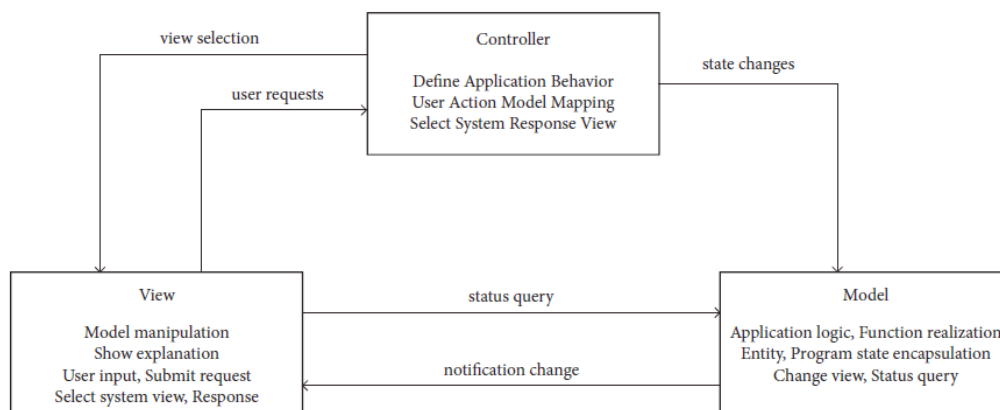 view selection
Controller
Define Application Behavior
User Action Model Mapping
Select System Response View
state changes
user requests
View
Model manipulation
Show explanation
User input, Submit request
Select system view, Response
status query
notification change
Model
Application logic, Function realization
Entity, Program state encapsulation
Change view, Status query